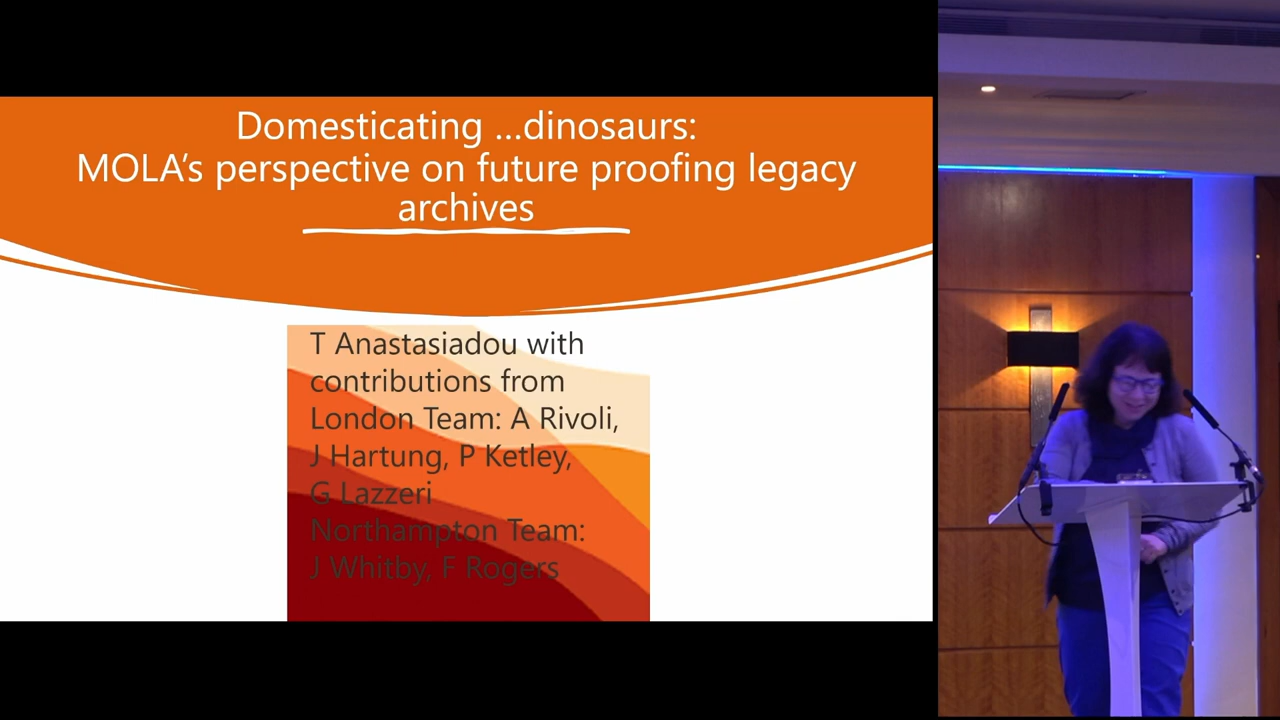 Domesticating ...dinosaurs:
MOLA's perspective on future proofing legacy
archives
T Anastasiadou with
contributions from
London Team: A Rivoli,
J Hartung, P Ketley,
G Lazzeri
Northampton Team:
J Whitby, F Rogers